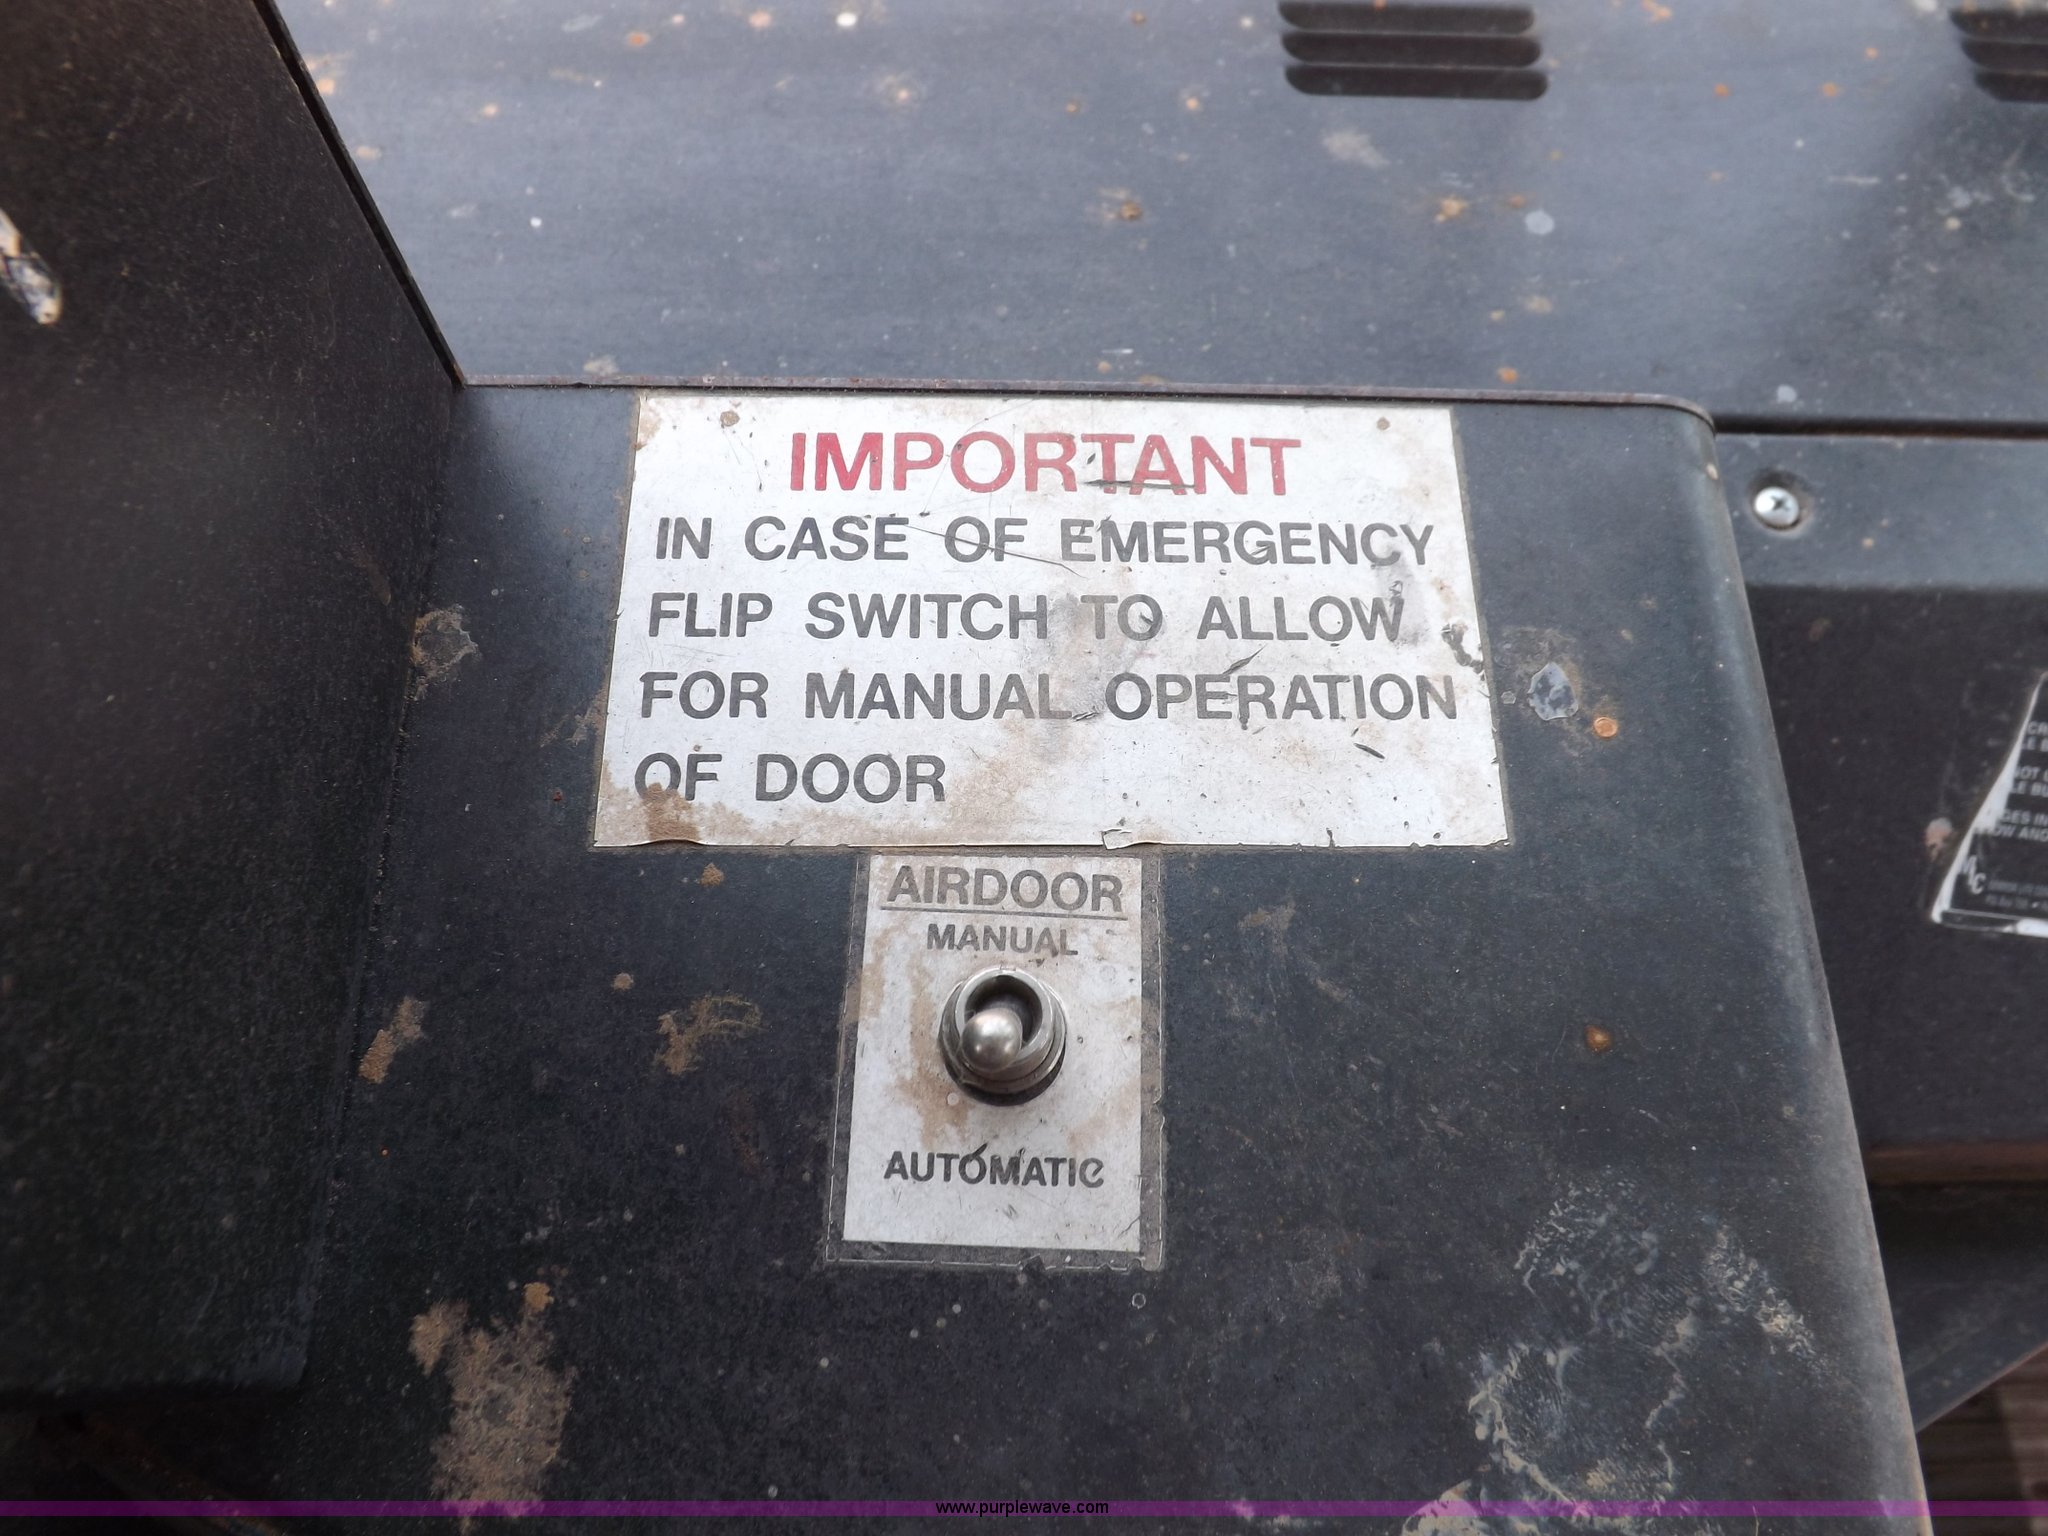 IMPORTANT
IN CASE OF EMERGENCY
FLIP SWITCH TO ALLOW
FOR MANUAL OPERATION
OF DOOR
AIRDOOR
MANUAL
AUTOMATIC
www.purplewave.com